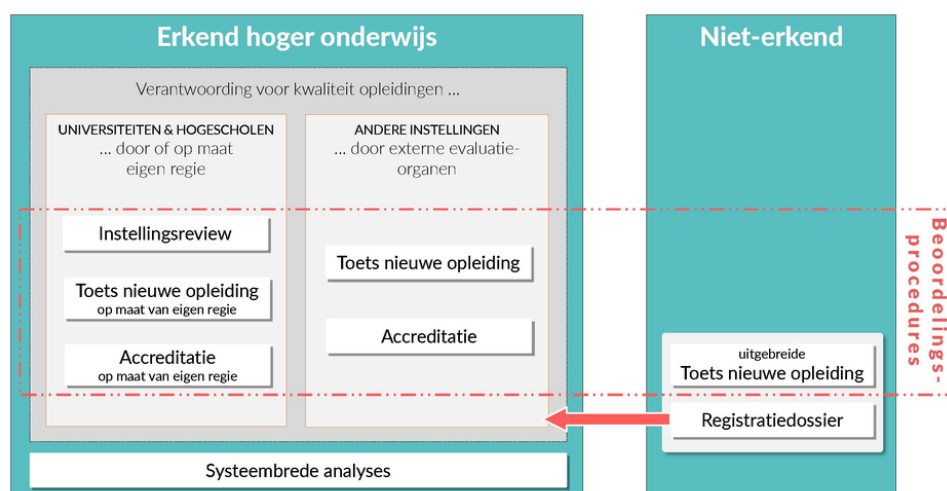 Erkend hoger onderwijs
Verantwoording voor kwaliteit opleidingen ...
UNIVERSITEITEN & HOGESCHOLEN
... door of op maat
eigen regie
Instellingsreview
Toets nieuwe opleiding
op maat van eigen regie
Accreditatie
op maat van eigen regie
ANDERE INSTELLINGEN
... door externe evaluatie-
organen
Toets nieuwe opleiding
Accreditatie
Systeembrede analyses
Niet-erkend
uitgebreide
Toets nieuwe opleiding
Registratiedossier
Beoordelings-
procedures